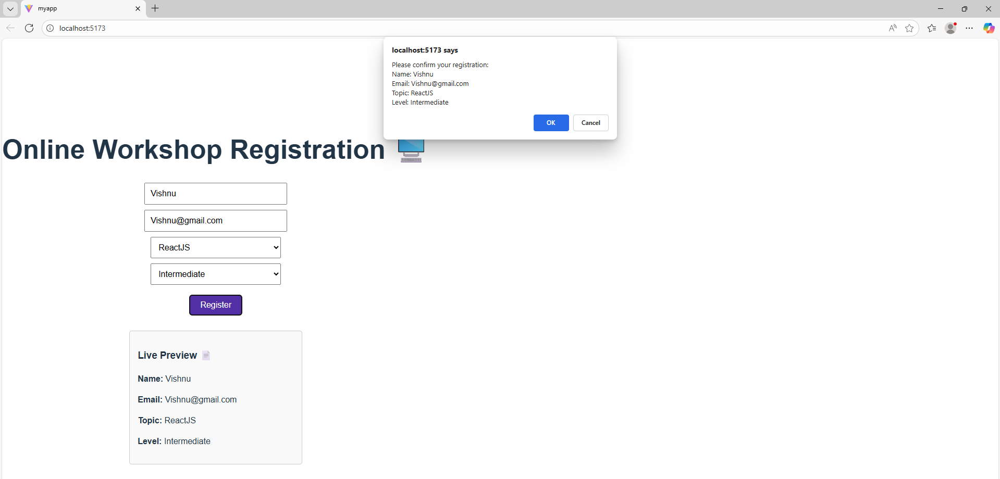 myapp
localhost:5173
localhost:5173 says
Please confirm your registration:
Name: Vishnu
Email: Vishnu@gmail.com
Topic: ReactJS
Level: Intermediate
OK Cancel
Online Workshop Registration
Vishnu
Vishnu@gmail.com
ReactJS
Intermediate
Register
Live Preview
Name: Vishnu
Email: Vishnu@gmail.com
Topic: ReactJS
Level: Intermediate